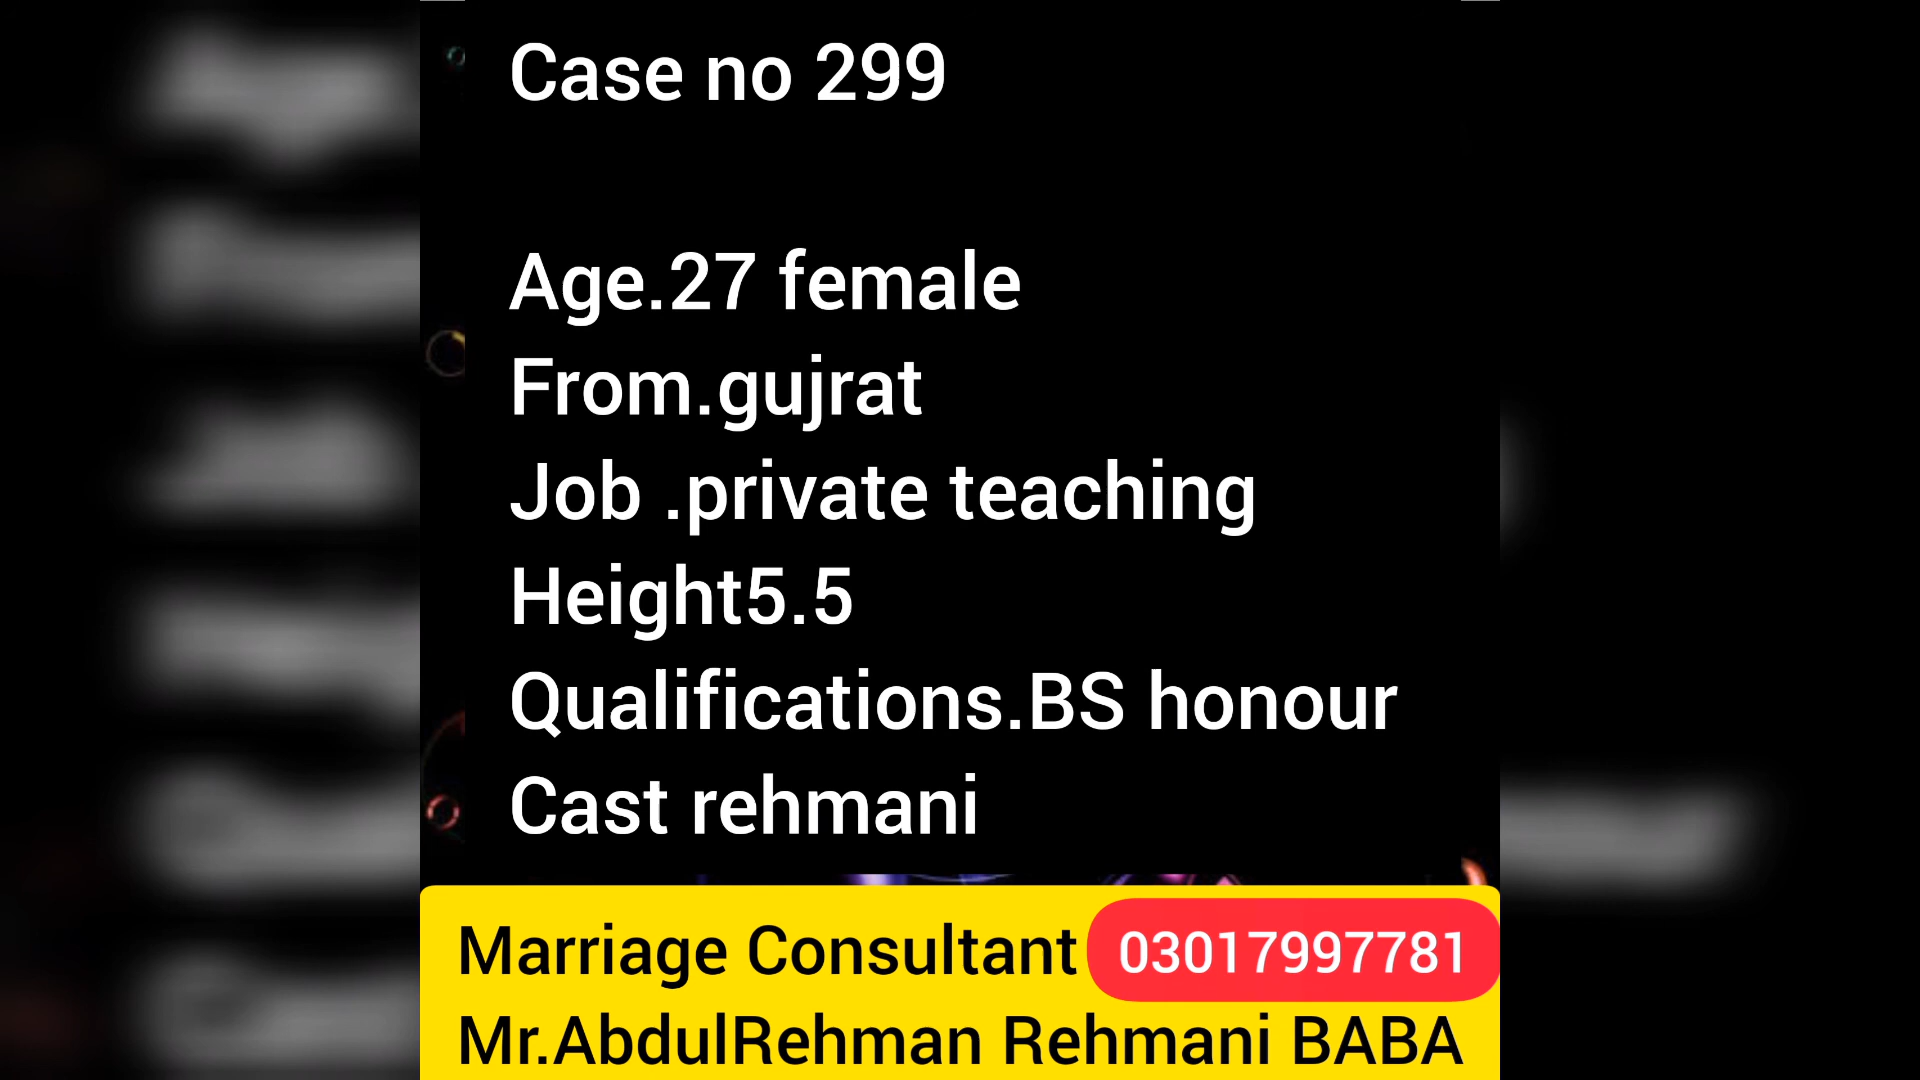 Case no 299
Age.27 female
From.gujrat
Job .private teaching
Height5.5
Qualifications.BS honour
Cast rehmani
Marriage Consultant 03017997781
Mr.AbdulRehman Rehmani BABA